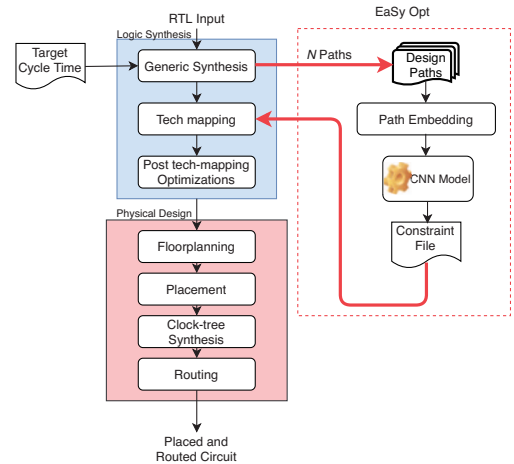 EaSy Opt
RTL Input
Logic Synthesis
Target
Cycle Time
Generic Synthesis
N Paths
Design
Paths
Tech mapping
Path Embedding
Post tech-mapping
Optimizations
CNN Model
Physical Design
Constraint
File
Floorplanning
Placement
Clock-tree
Synthesis
Routing
Placed and
Routed Circuit